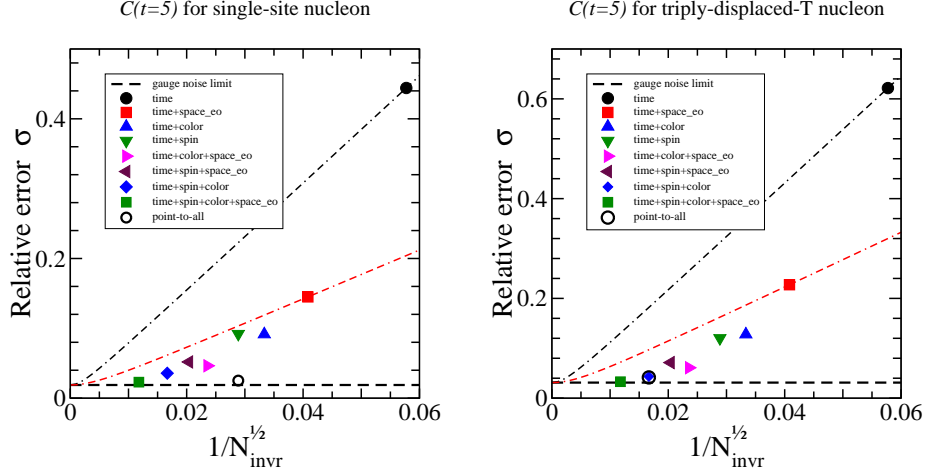 C(t=5) for single-site nucleon
Relative error σ
0.4
0.2
0
gauge noise limit
time
time+space_eo
time+color
time+spin
time+color+space_eo
time+spin+space_eo
time+spin+color
time+spin+color+space_eo
point-to-all
0 0.02 0.04 0.06
1/N_invr^½
C(t=5) for triply-displaced-T nucleon
Relative error σ
0.6
0.4
0.2
0
gauge noise limit
time
time+space_eo
time+color
time+spin
time+color+space_eo
time+spin+space_eo
time+spin+color
time+spin+color+space_eo
point-to-all
0 0.02 0.04 0.06
1/N_invr^½